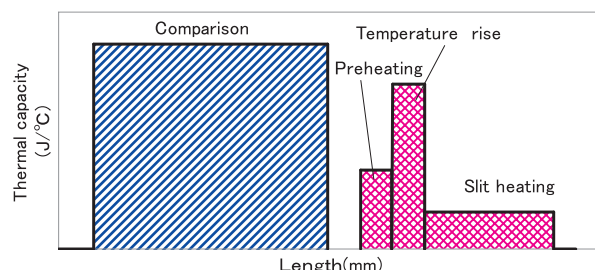 Comparison
Temperature rise
Preheating
Slit heating
Thermal capacity
(J/℃)
Length(mm)